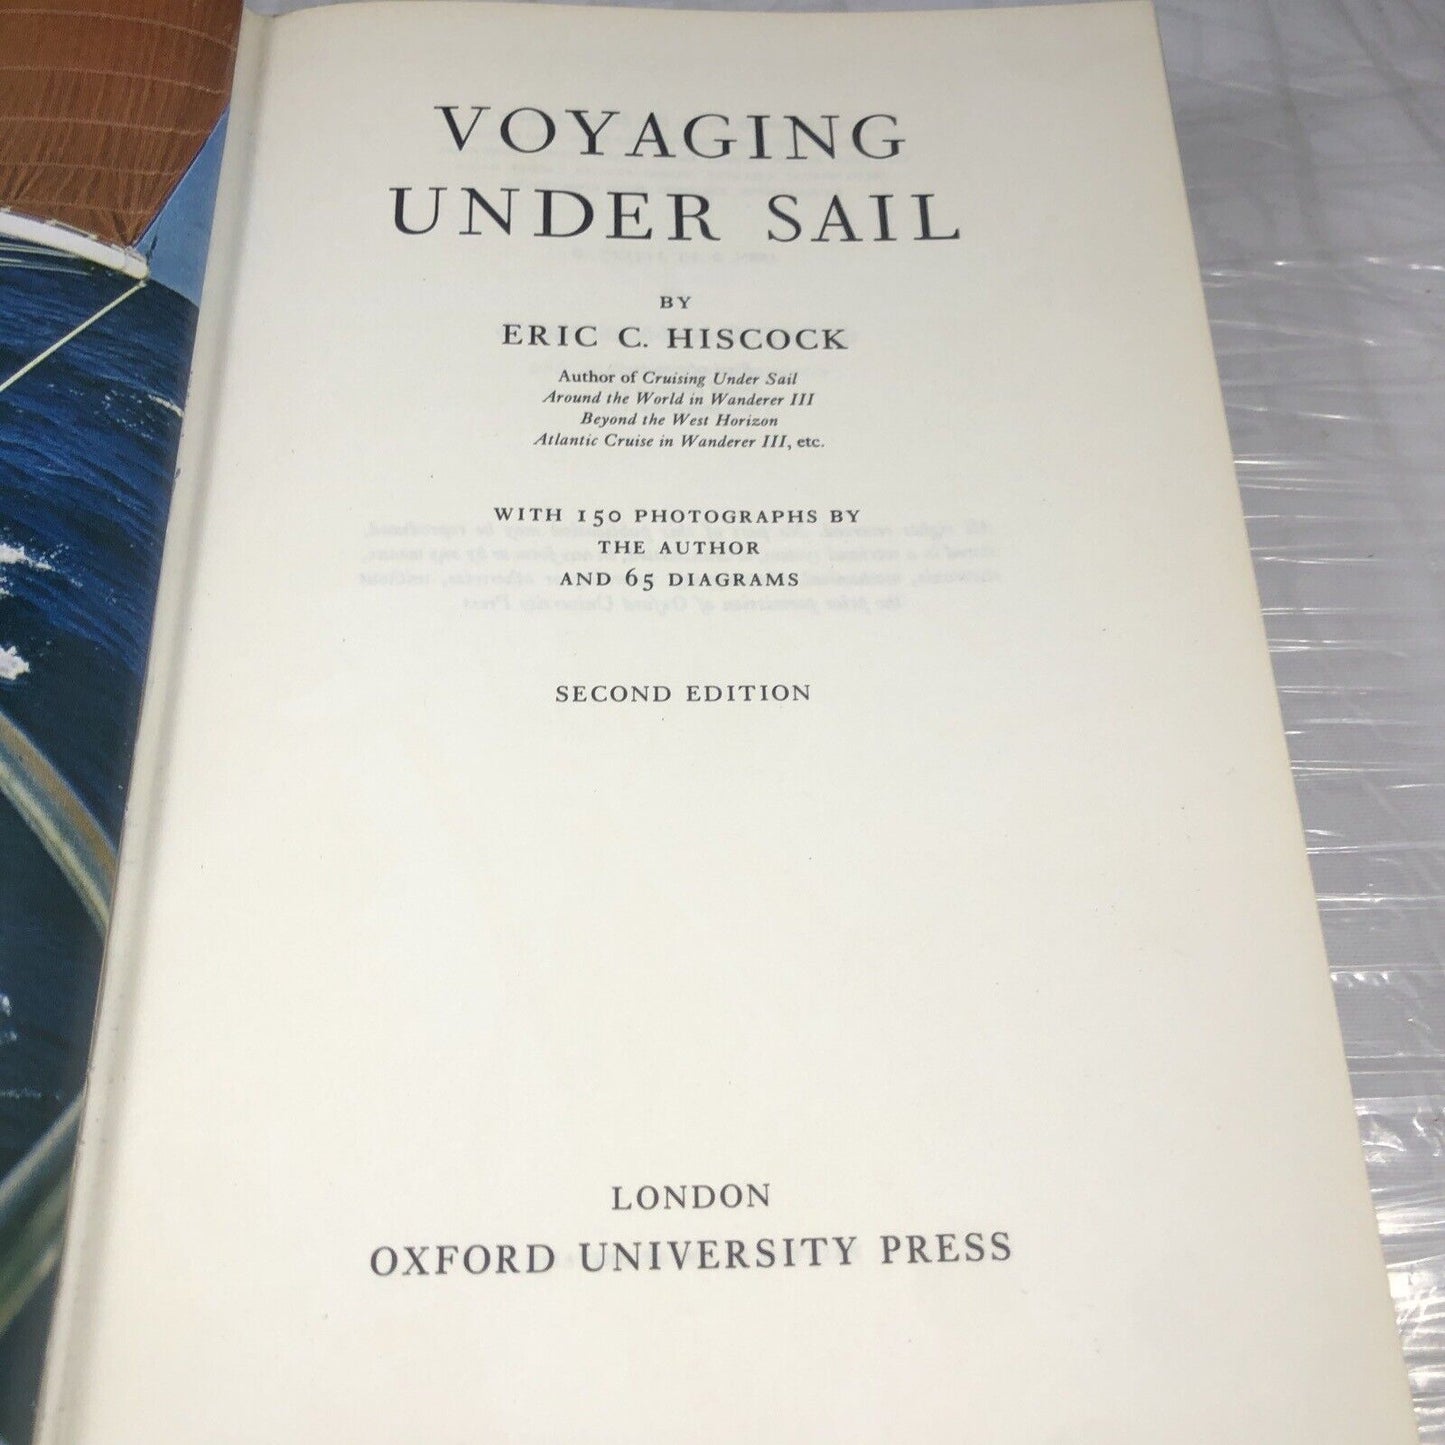 VOYAGING
UNDER SAIL
BY
ERIC C. HISCOCK
Author of Cruising Under Sail
Around the World in Wanderer III
Beyond the West Horizon
Atlantic Cruise in Wanderer III, etc.
WITH 150 PHOTOGRAPHS BY
THE AUTHOR
AND 65 DIAGRAMS
SECOND EDITION
LONDON
OXFORD UNIVERSITY PRESS